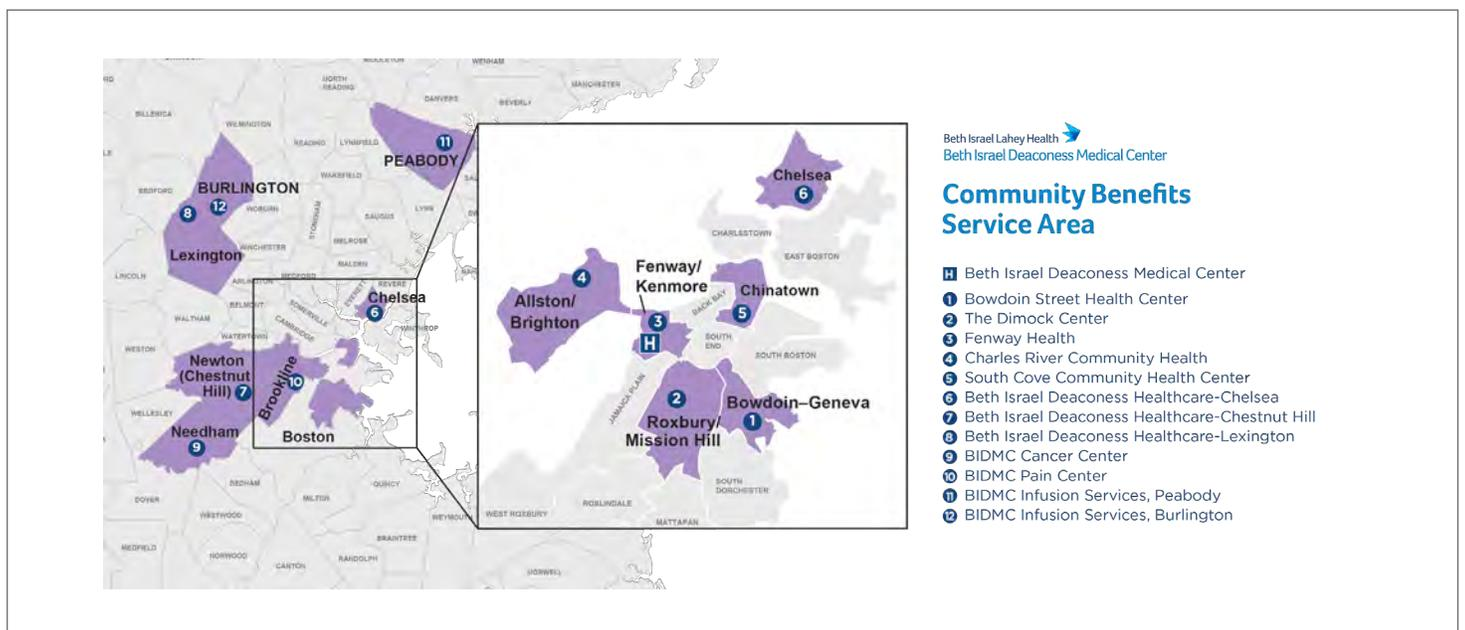 MIDDLETON
WENHAM
NORTH
READING
MANCHESTER
DANVERS
BEVERLY
BILLERICA
WILMINGTON
11
PEABODY
READING
LYNNFIELD
WAKEFIELD
BURLINGTON
BEDFORD
8
12
WOBURN
STONEHAM
SAUGUS
LYNN
Lexington
WINCHESTER
MELROSE
MALDEN
LINCOLN
ARLINGTON
MEDFORD
REVERE
EVERETT
Chelsea
6
WINTHROP
BELMONT
SOMERVILLE
CAMBRIDGE
WALTHAM
WATERTOWN
WESTON
Newton
(Chestnut
Hill)
7
Brookline
10
WELLESLEY
Needham
9
Boston
DEDHAM
DOVER
MILTON
QUINCY
WESTWOOD
WEYMOUTH
MEDFIELD
NORWOOD
CANTON
RANDOLPH
BRAINTREE
NORWELL
Chelsea
6
CHARLESTOWN
EAST BOSTON
4
Allston/
Brighton
Fenway/
Kenmore
3
H
BACK BAY
Chinatown
5
SOUTH
END
SOUTH BOSTON
JAMAICA PLAIN
2
Roxbury/
Mission Hill
Bowdoin–Geneva
1
SOUTH
DORCHESTER
ROSLINDALE
WEST ROXBURY
MATTAPAN
Beth Israel Lahey Health
Beth Israel Deaconess Medical Center
Community Benefits
Service Area
H Beth Israel Deaconess Medical Center
1 Bowdoin Street Health Center
2 The Dimock Center
3 Fenway Health
4 Charles River Community Health
5 South Cove Community Health Center
6 Beth Israel Deaconess Healthcare-Chelsea
7 Beth Israel Deaconess Healthcare-Chestnut Hill
8 Beth Israel Deaconess Healthcare-Lexington
9 BIDMC Cancer Center
10 BIDMC Pain Center
11 BIDMC Infusion Services, Peabody
12 BIDMC Infusion Services, Burlington